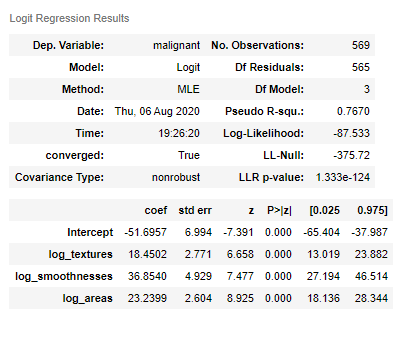 Logit Regression Results
Dep. Variable: malignant No. Observations: 569
Model: Logit Df Residuals: 565
Method: MLE Df Model: 3
Date: Thu, 06 Aug 2020 Pseudo R-squ.: 0.7670
Time: 19:26:20 Log-Likelihood: -87.533
converged: True LL-Null: -375.72
Covariance Type: nonrobust LLR p-value: 1.333e-124
coef std err z P>|z| [0.025 0.975]
Intercept -51.6957 6.994 -7.391 0.000 -65.404 -37.987
log_textures 18.4502 2.771 6.658 0.000 13.019 23.882
log_smoothnesses 36.8540 4.929 7.477 0.000 27.194 46.514
log_areas 23.2399 2.604 8.925 0.000 18.136 28.344